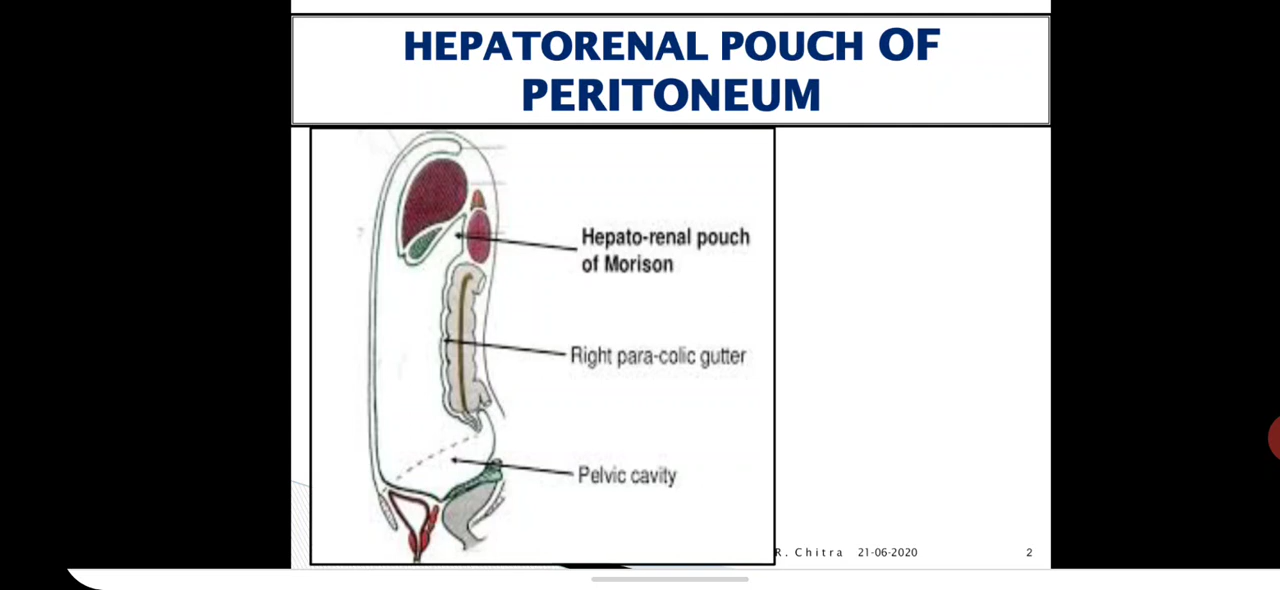 HEPATORENAL POUCH OF
PERITONEUM
Hepato-renal pouch
of Morison
Right para-colic gutter
Pelvic cavity
R. Chitra 21-06-2020 2